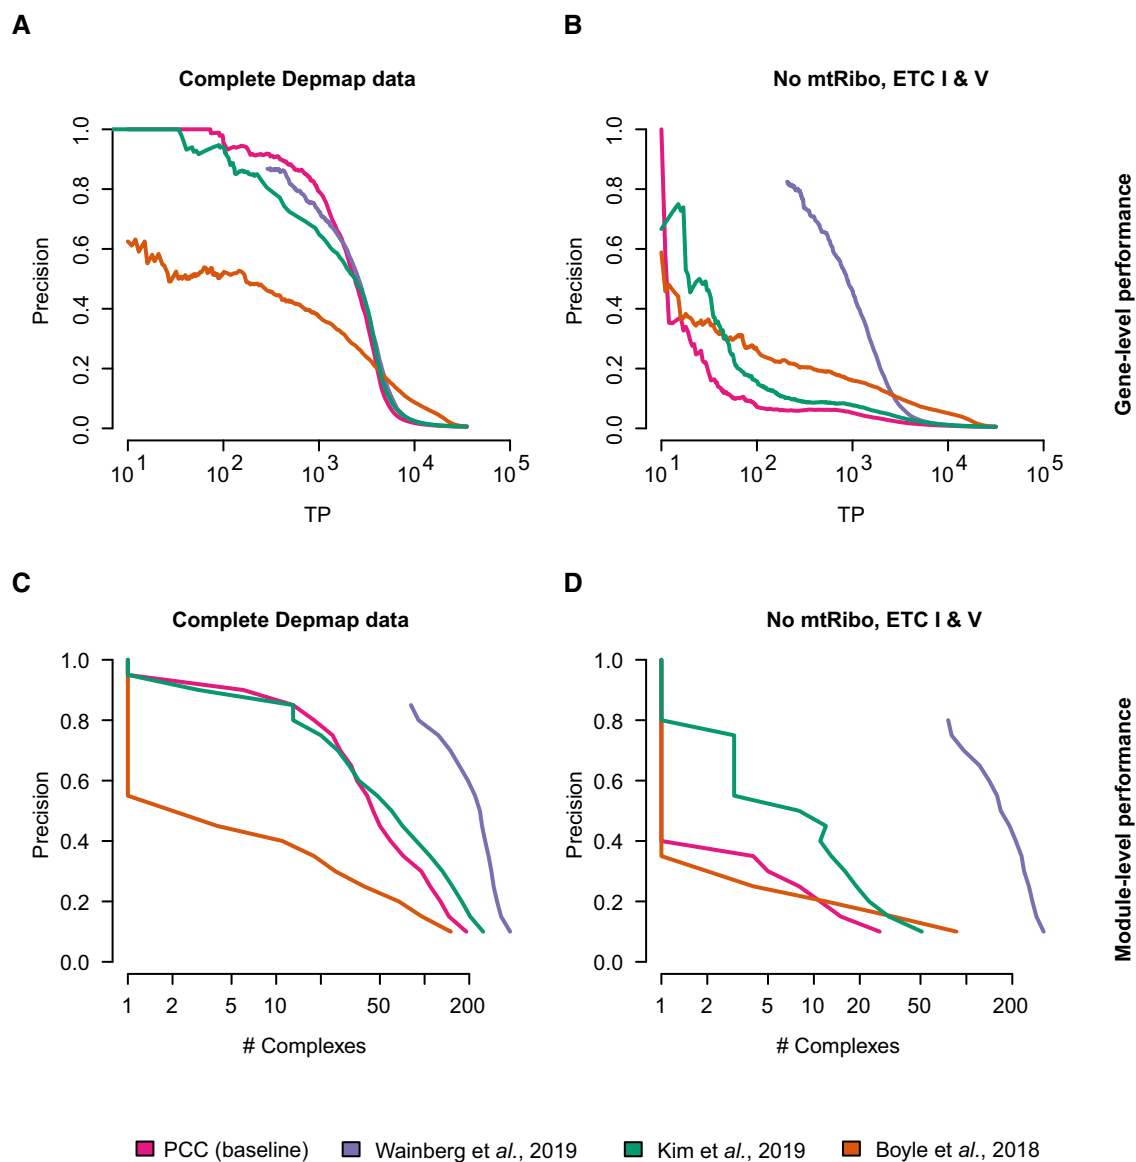 A
B
Complete Depmap data
No mtRibo, ETC I & V
Precision
0.0 0.2 0.4 0.6 0.8 1.0
10^1 10^2 10^3 10^4 10^5
TP
Precision
0.0 0.2 0.4 0.6 0.8 1.0
10^1 10^2 10^3 10^4 10^5
TP
Gene-level performance
C
D
Complete Depmap data
No mtRibo, ETC I & V
Precision
1.0
0.8
0.6
0.4
0.2
0.0
1 2 5 10 50 200
# Complexes
Precision
1.0
0.8
0.6
0.4
0.2
0.0
1 2 5 10 20 50 200
# Complexes
Module-level performance
PCC (baseline) Wainberg et al., 2019 Kim et al., 2019 Boyle et al., 2018